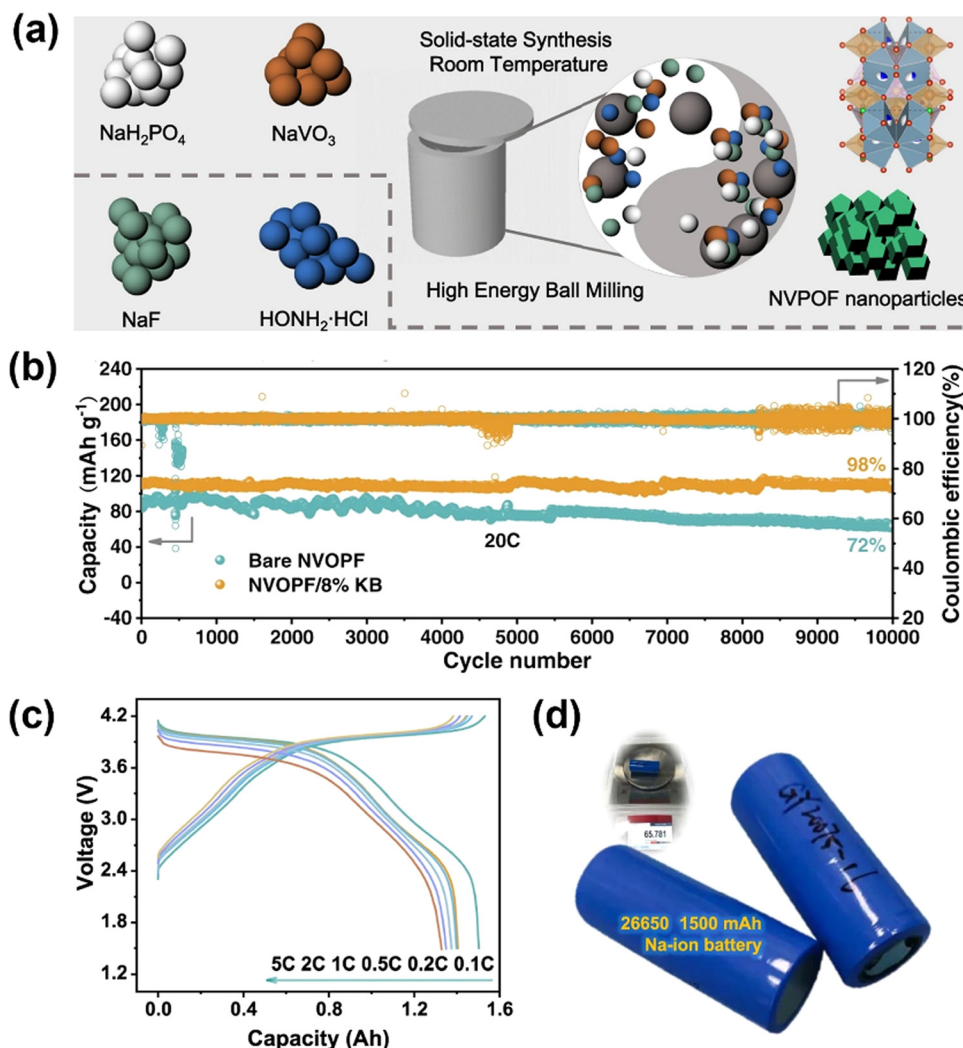 (a)
Solid-state Synthesis
Room Temperature
NaH₂PO₄
NaVO₃
NaF
HONH₂·HCl
High Energy Ball Milling
NVPOF nanoparticles
(b)
240
200
160
120
80
40
0
-40
Capacity (mAh g⁻¹)
120
100
80
60
40
20
Coulombic efficiency(%)
98%
72%
20C
Bare NVOPF
NVOPF/8% KB
0 1000 2000 3000 4000 5000 6000 7000 8000 9000 10000
Cycle number
(c)
4.2
3.6
3.0
2.4
1.8
1.2
Voltage (V)
5C 2C 1C 0.5C 0.2C 0.1C
0.0 0.4 0.8 1.2 1.6
Capacity (Ah)
(d)
65.781
26650 1500 mAh
Na-ion battery